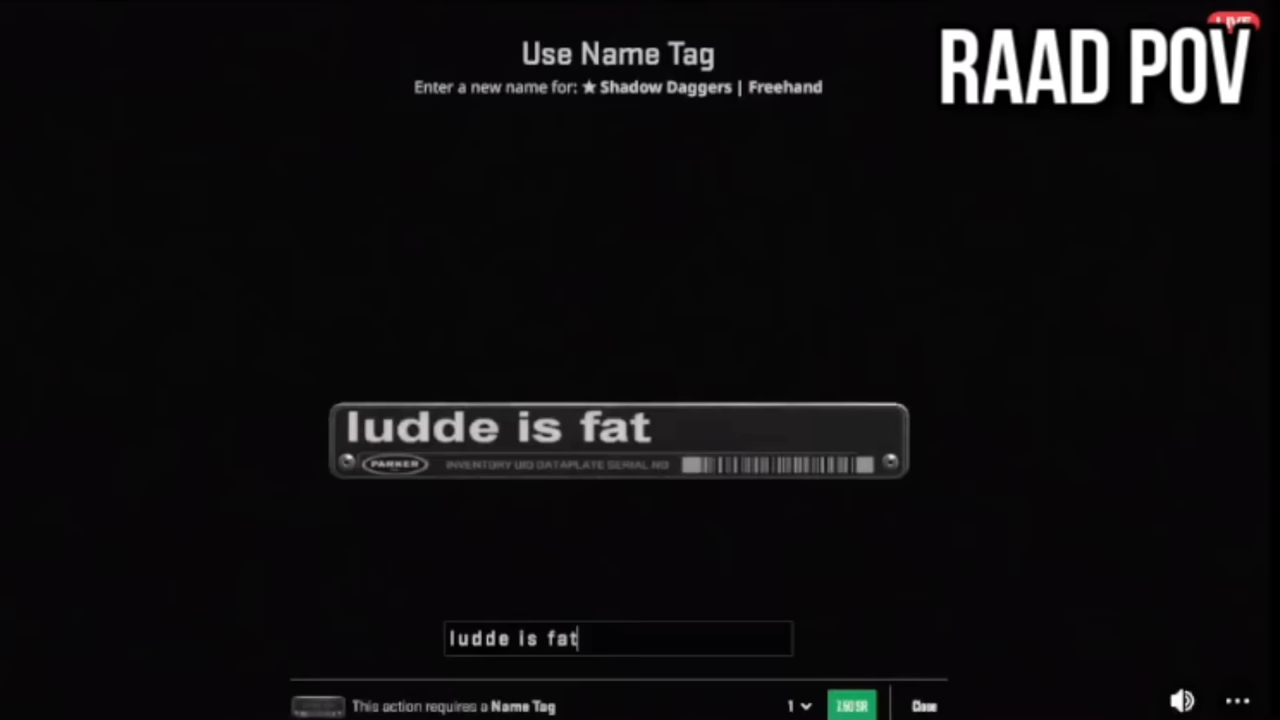 LIVE
RAAD POV
Use Name Tag
Enter a new name for: ★ Shadow Daggers | Freehand
ludde is fat
PARKER
INVENTORY UID DATAPLATE SERIAL NO
ludde is fat
This action requires a Name Tag
1
Close